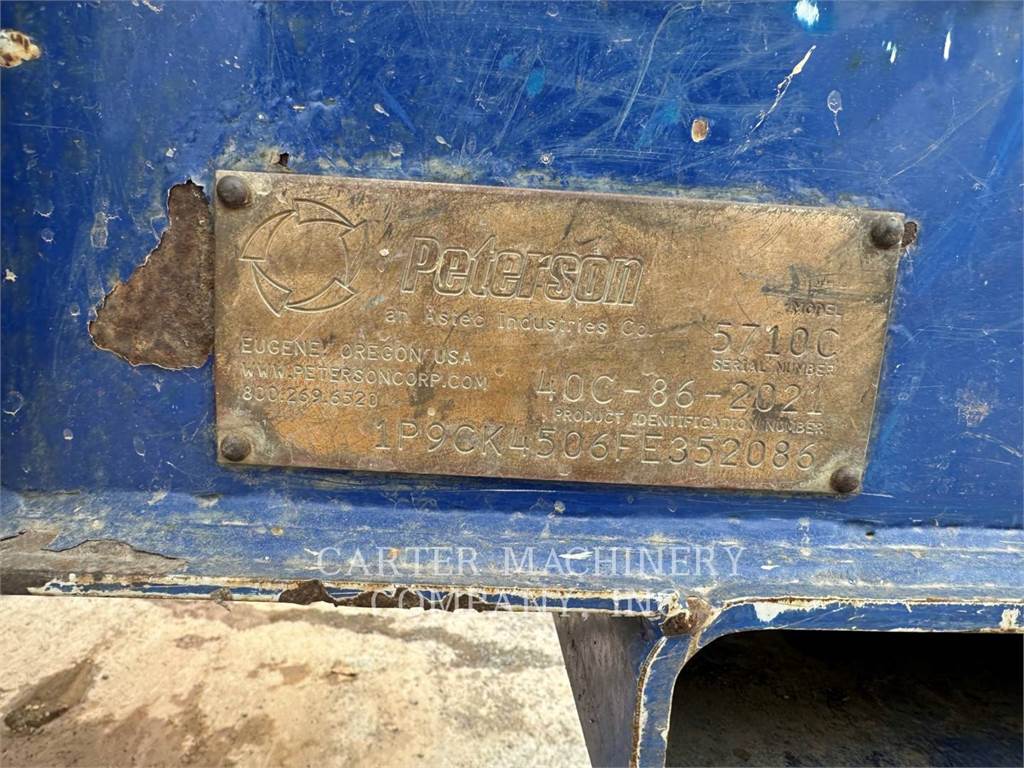 Peterson
an Astec Industries Co.
MODEL
5710C
SERIAL NUMBER
EUGENE, OREGON USA
WWW.PETERSONCORP.COM
800.269.6520
40C-86-2021
PRODUCT IDENTIFICATION NUMBER
1P9CK4506FE352086
CARTER MACHINERY
COMPANY, INC.